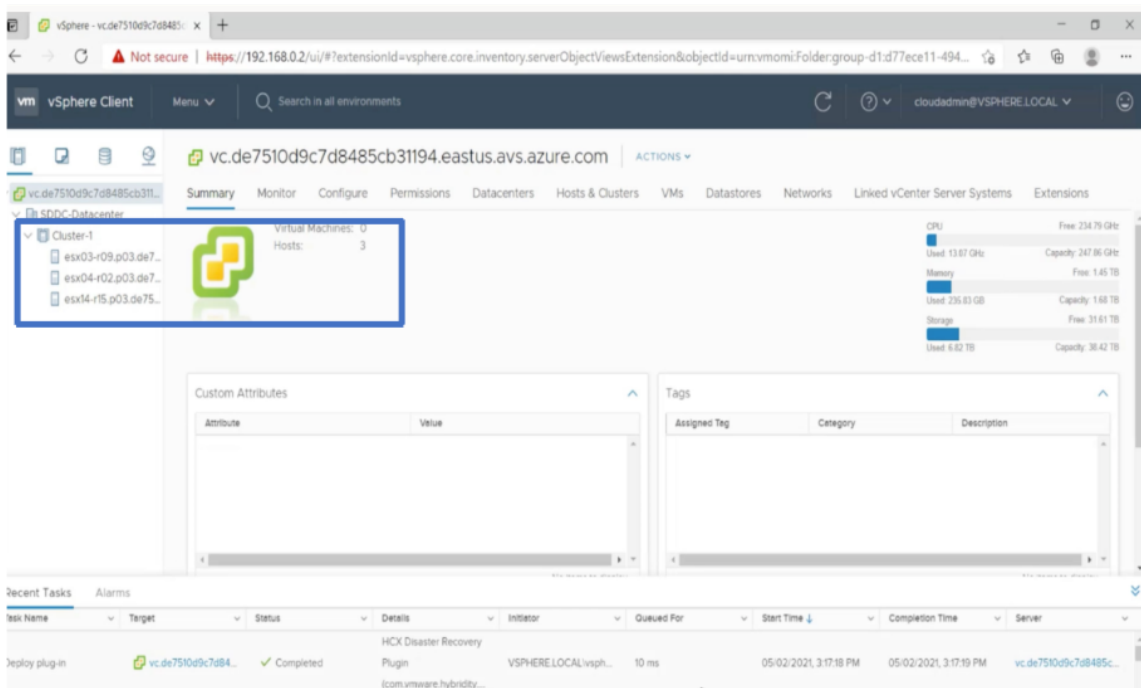 vSphere - vc.de7510d9c7d8485c
Not secure | https://192.168.0.2/ui/#?extensionId=vsphere.core.inventory.serverObjectViewsExtension&objectId=urn:vmomi:Folder:group-d1:d77ece11-494...
vm vSphere Client Menu Search in all environments cloudadmin@VSPHERE.LOCAL
vc.de7510d9c7d8485cb31194.eastus.avs.azure.com ACTIONS
vc.de7510d9c7d8485cb311...
Summary Monitor Configure Permissions Datacenters Hosts & Clusters VMs Datastores Networks Linked vCenter Server Systems Extensions
SDDC-Datacenter
Cluster-1
esx03-r09.p03.de7...
esx04-r02.p03.de7...
esx14-r15.p03.de75...
Virtual Machines: 0
Hosts: 3
CPU Free: 234.79 GHz
Used: 13.07 GHz Capacity: 247.86 GHz
Memory Free: 1.45 TB
Used: 235.83 GB Capacity: 1.68 TB
Storage Free: 31.61 TB
Used: 6.82 TB Capacity: 38.42 TB
Custom Attributes
Attribute Value
Tags
Assigned Tag Category Description
Recent Tasks Alarms
Task Name Target Status Details Initiator Queued For Start Time Completion Time Server
HCX Disaster Recovery
Deploy plug-in vc.de7510d9c7d84... Completed Plugin VSPHERE.LOCAL\vsph... 10 ms 05/02/2021, 3:17:18 PM 05/02/2021, 3:17:19 PM vc.de7510d9c7d8485c...
(com.vmware.hybridity....